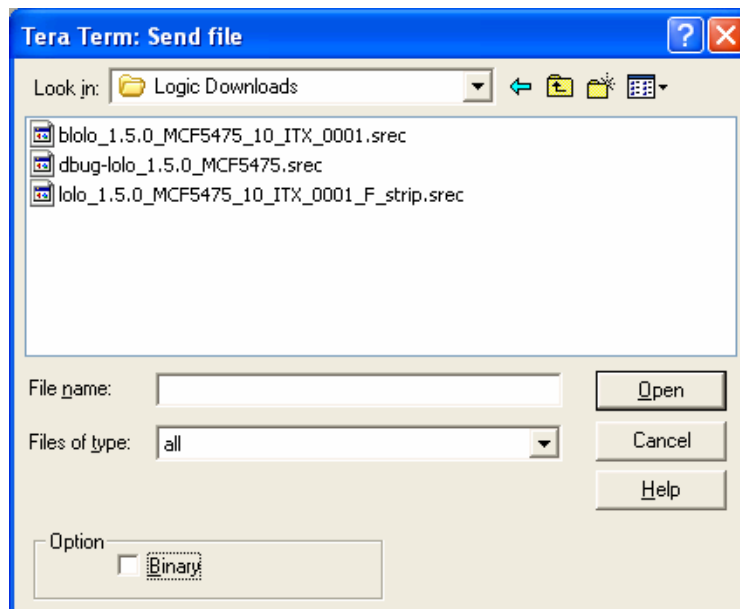 Tera Term: Send file
Look in: Logic Downloads
blolo_1.5.0_MCF5475_10_ITX_0001.srec
dbug-lolo_1.5.0_MCF5475.srec
lolo_1.5.0_MCF5475_10_ITX_0001_F_strip.srec
File name: Open
Files of type: all Cancel
Help
Option
Binary